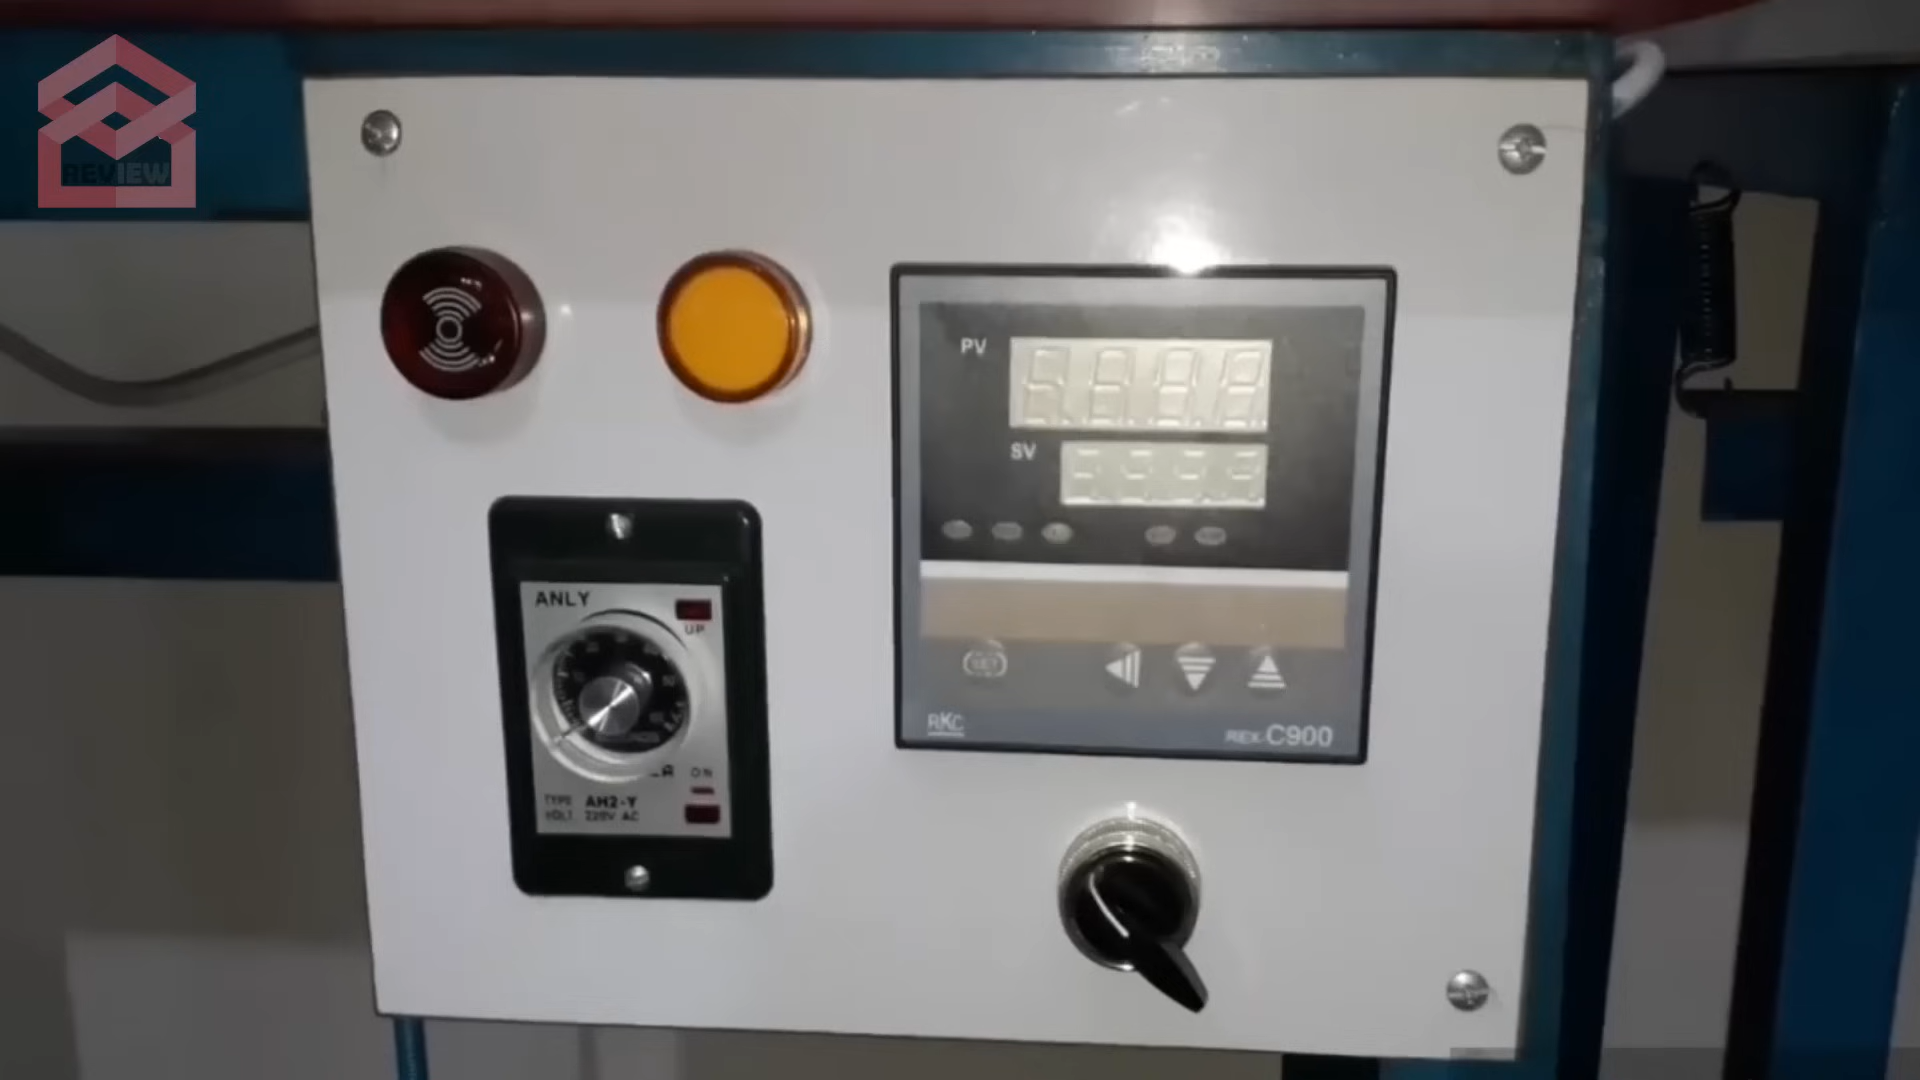 REVIEW
PV
SV
ANLY
UP
SET
RKC
REX-C900
ON
TYPE AH2-Y
VOLT 220V AC